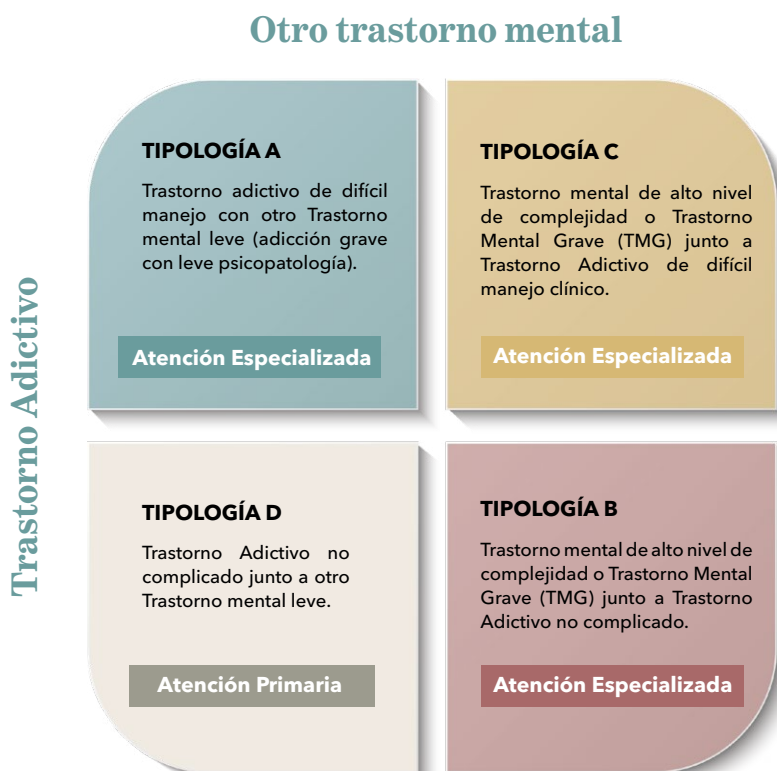 Otro trastorno mental
Trastorno Adictivo
TIPOLOGÍA A
Trastorno adictivo de difícil
manejo con otro Trastorno
mental leve (adicción grave
con leve psicopatología).
Atención Especializada
TIPOLOGÍA C
Trastorno mental de alto nivel
de complejidad o Trastorno
Mental Grave (TMG) junto a
Trastorno Adictivo de difícil
manejo clínico.
Atención Especializada
TIPOLOGÍA D
Trastorno Adictivo no
complicado junto a otro
Trastorno mental leve.
Atención Primaria
TIPOLOGÍA B
Trastorno mental de alto nivel de
complejidad o Trastorno Mental
Grave (TMG) junto a Trastorno
Adictivo no complicado.
Atención Especializada